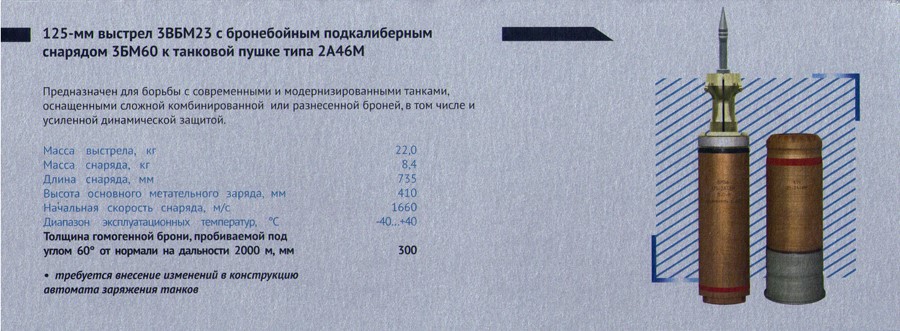 125-мм выстрел 3ВБМ23 с бронебойным подкалиберным
снарядом 3БМ60 к танковой пушке типа 2А46М
Предназначен для борьбы с современными и модернизированными танками,
оснащенными сложной комбинированной или разнесенной броней, в том числе и
усиленной динамической защитой.
Масса выстрела, кг 22,0
Масса снаряда, кг 8,4
Длина снаряда, мм 735
Высота основного метательного заряда, мм 410
Начальная скорость снаряда, м/с 1660
Диапазон эксплуатационных температур, °С -40...+40
Толщина гомогенной брони, пробиваемой под
углом 60° от нормали на дальности 2000 м, мм 300
• требуется внесение изменений в конструкцию
автомата заряжения танков